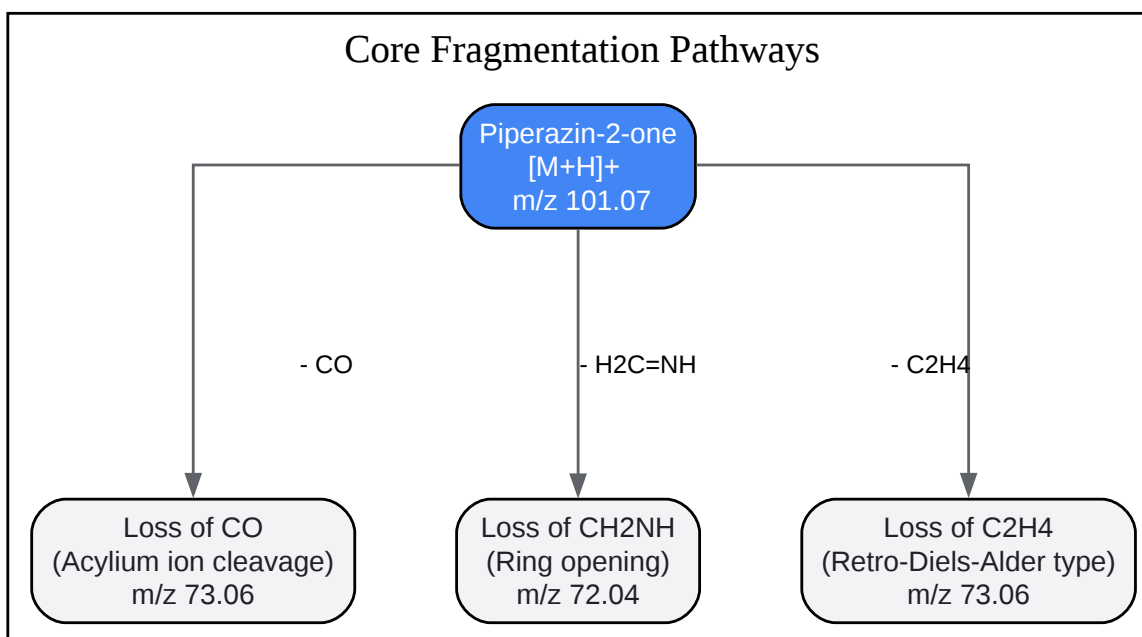 Core Fragmentation Pathways
Piperazin-2-one
[M+H]+
m/z 101.07
- CO
- H2C=NH
- C2H4
Loss of CO
(Acylium ion cleavage)
m/z 73.06
Loss of CH2NH
(Ring opening)
m/z 72.04
Loss of C2H4
(Retro-Diels-Alder type)
m/z 73.06